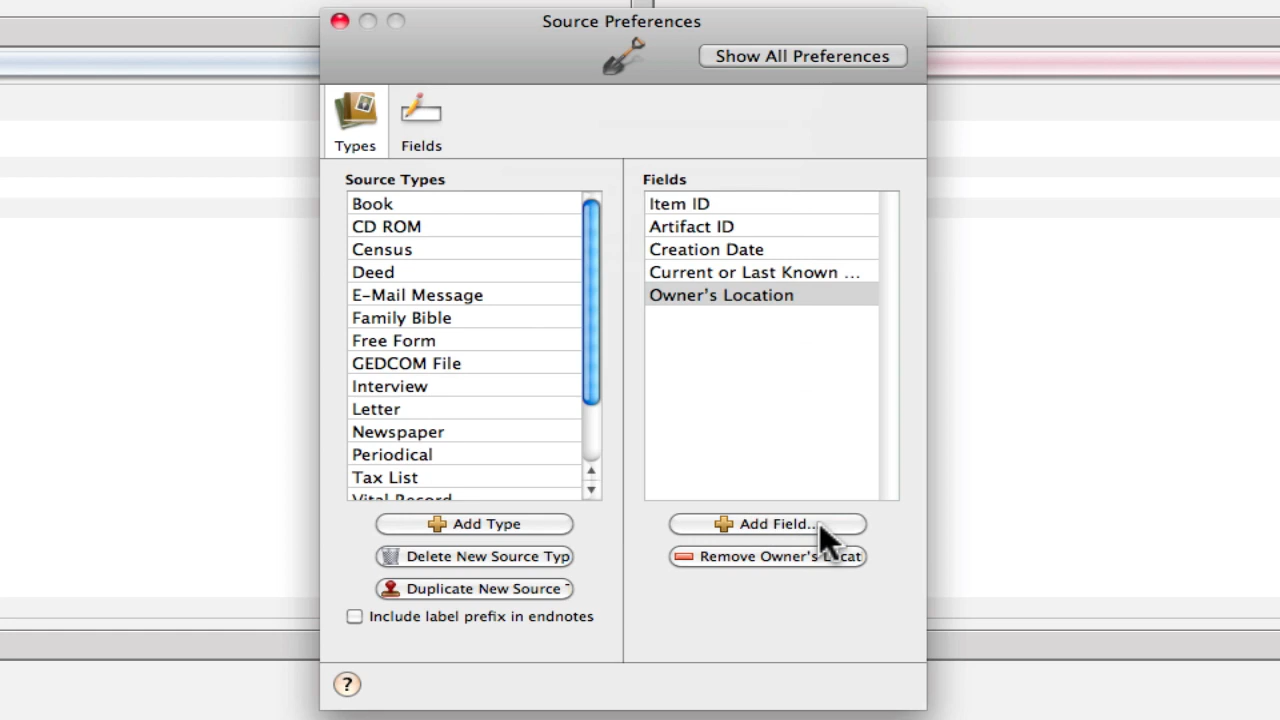 Source Preferences
Show All Preferences
Types
Fields
Source Types
Book
CD ROM
Census
Deed
E-Mail Message
Family Bible
Free Form
GEDCOM File
Interview
Letter
Newspaper
Periodical
Tax List
Vital Record
Add Type
Delete New Source Typ
Duplicate New Source
Include label prefix in endnotes
Fields
Item ID
Artifact ID
Creation Date
Current or Last Known ...
Owner's Location
Add Field...
Remove Owner's Locat
?